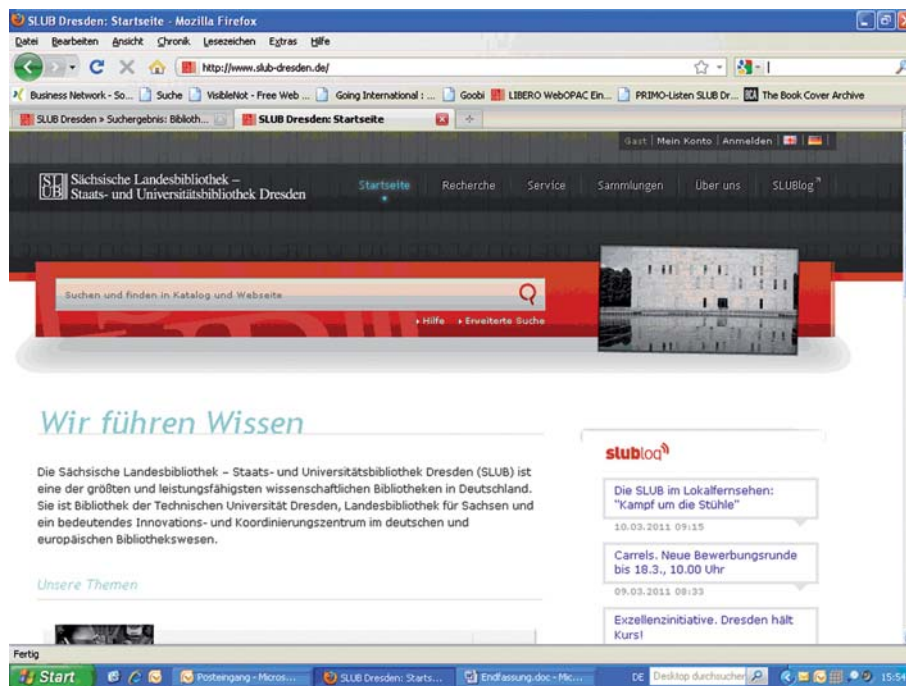 SLUB Dresden: Startseite - Mozilla Firefox
Datei Bearbeiten Ansicht Chronik Lesezeichen Extras Hilfe
http://www.slub-dresden.de/
Business Network - So... Suche VisibleNot - Free Web ... Going International : ... Goobi LIBERO WebOPAC Ein... PRIMO-Listen SLUB Dr... The Book Cover Archive
SLUB Dresden » Suchergebnis: Biblioth... SLUB Dresden: Startseite
Gast | Mein Konto | Anmelden
SLUB Sächsische Landesbibliothek –
Staats- und Universitätsbibliothek Dresden
Startseite Recherche Service Sammlungen Über uns SLUBlog
Suchen und finden in Katalog und Webseite
Hilfe Erweiterte Suche
Wir führen Wissen
Die Sächsische Landesbibliothek – Staats- und Universitätsbibliothek Dresden (SLUB) ist
eine der größten und leistungsfähigsten wissenschaftlichen Bibliotheken in Deutschland.
Sie ist Bibliothek der Technischen Universität Dresden, Landesbibliothek für Sachsen und
ein bedeutendes Innovations- und Koordinierungszentrum im deutschen und
europäischen Bibliothekswesen.
Unsere Themen
slublog
Die SLUB im Lokalfernsehen:
"Kampf um die Stühle"
10.03.2011 09:15
Carrels. Neue Bewerbungsrunde
bis 18.3., 10.00 Uhr
09.03.2011 08:33
Exzellenzinitiative. Dresden hält
Kurs!
Fertig
Start Posteingang - Micros... SLUB Dresden: Starts... Endfassung.doc - Mic... DE Desktop durchsuchen 15:54